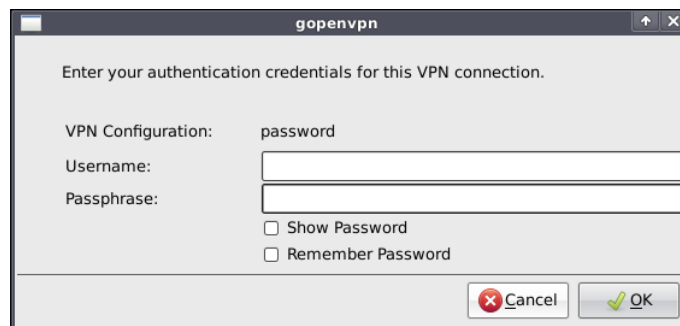 gopenvpn
Enter your authentication credentials for this VPN connection.
VPN Configuration: password
Username:
Passphrase:
Show Password
Remember Password
Cancel OK